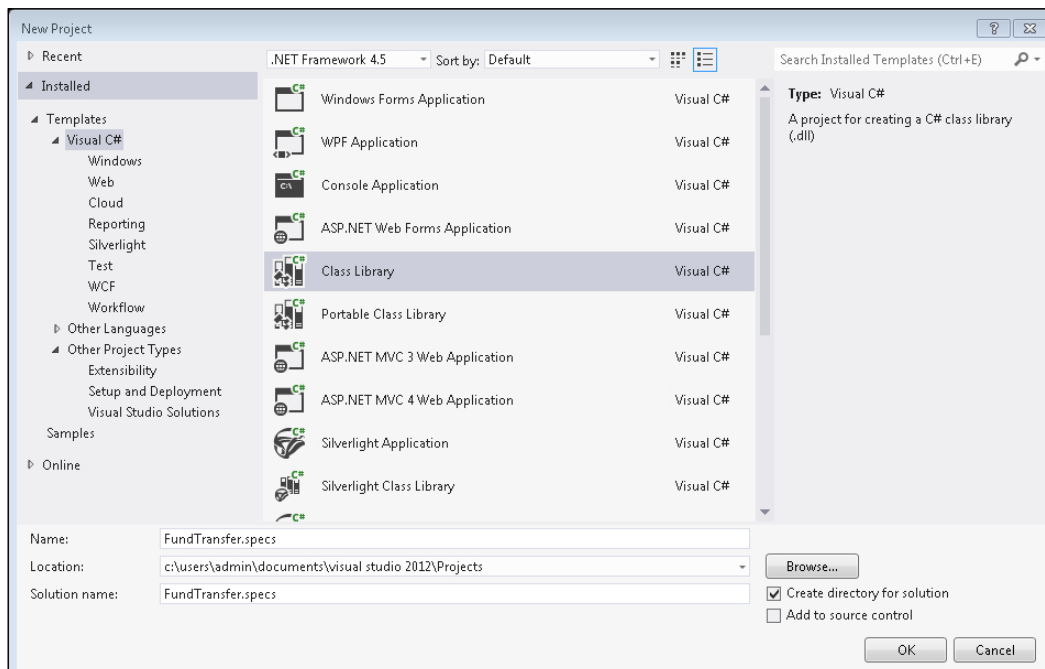 New Project
Recent
.NET Framework 4.5 Sort by: Default
Search Installed Templates (Ctrl+E)
Installed
Templates
Visual C#
Windows
Web
Cloud
Reporting
Silverlight
Test
WCF
Workflow
Other Languages
Other Project Types
Extensibility
Setup and Deployment
Visual Studio Solutions
Samples
Online
Windows Forms Application Visual C#
WPF Application Visual C#
Console Application Visual C#
ASP.NET Web Forms Application Visual C#
Class Library Visual C#
Portable Class Library Visual C#
ASP.NET MVC 3 Web Application Visual C#
ASP.NET MVC 4 Web Application Visual C#
Silverlight Application Visual C#
Silverlight Class Library Visual C#
Type: Visual C#
A project for creating a C# class library
(.dll)
Name: FundTransfer.specs
Location: c:\users\admin\documents\visual studio 2012\Projects
Browse...
Solution name: FundTransfer.specs
Create directory for solution
Add to source control
OK Cancel